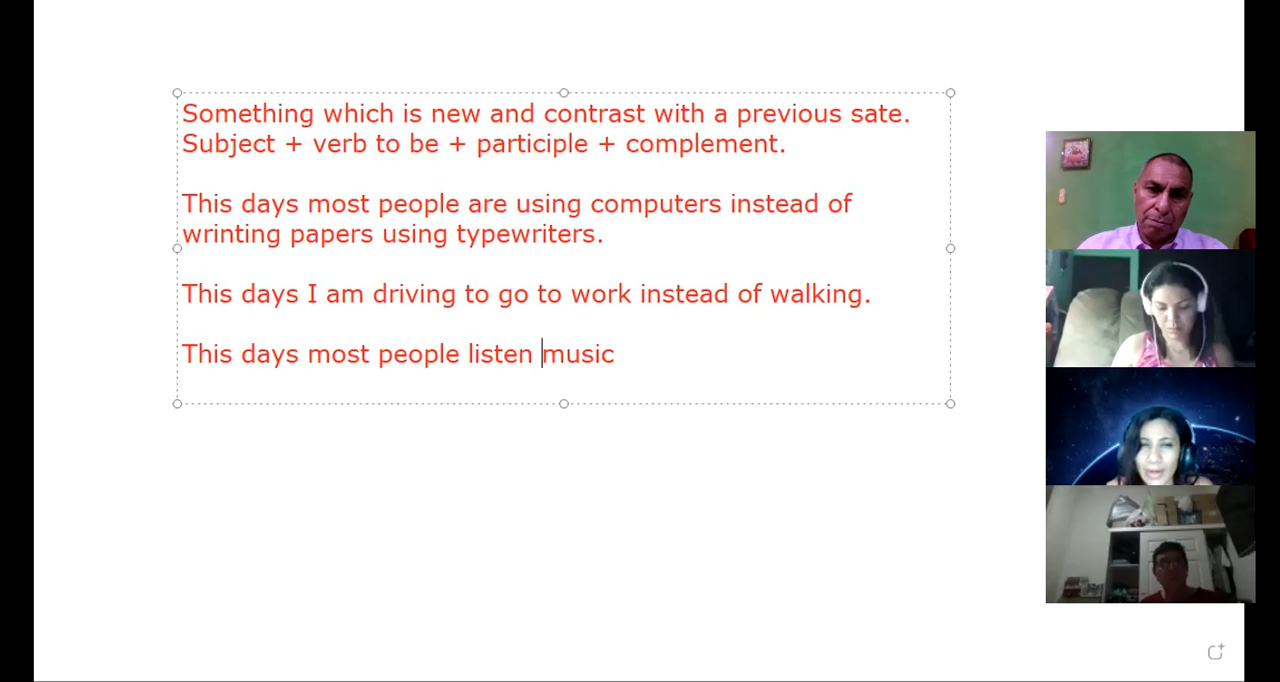 Something which is new and contrast with a previous sate.
Subject + verb to be + participle + complement.
This days most people are using computers instead of
wrinting papers using typewriters.
This days I am driving to go to work instead of walking.
This days most people listen music